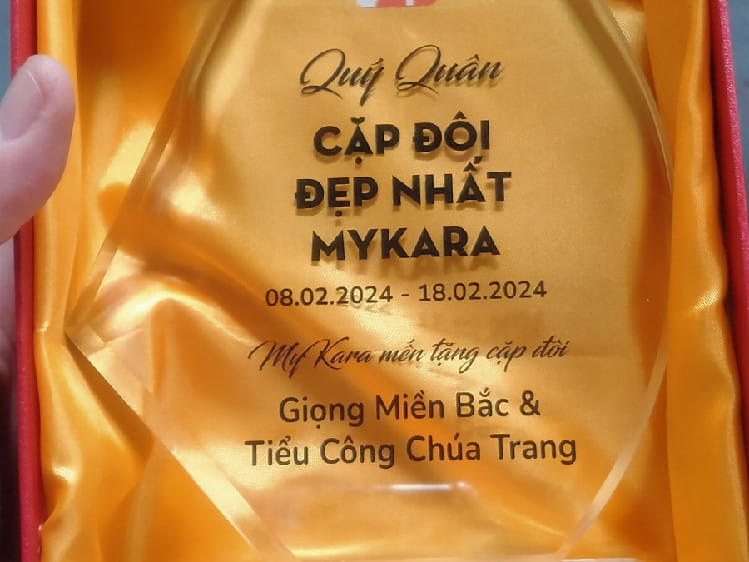 Quý Quân
CẶP ĐÔI
ĐẸP NHẤT
MYKARA
08.02.2024 - 18.02.2024
MyKara mến tặng cặp đôi
Giọng Miền Bắc &
Tiểu Công Chúa Trang